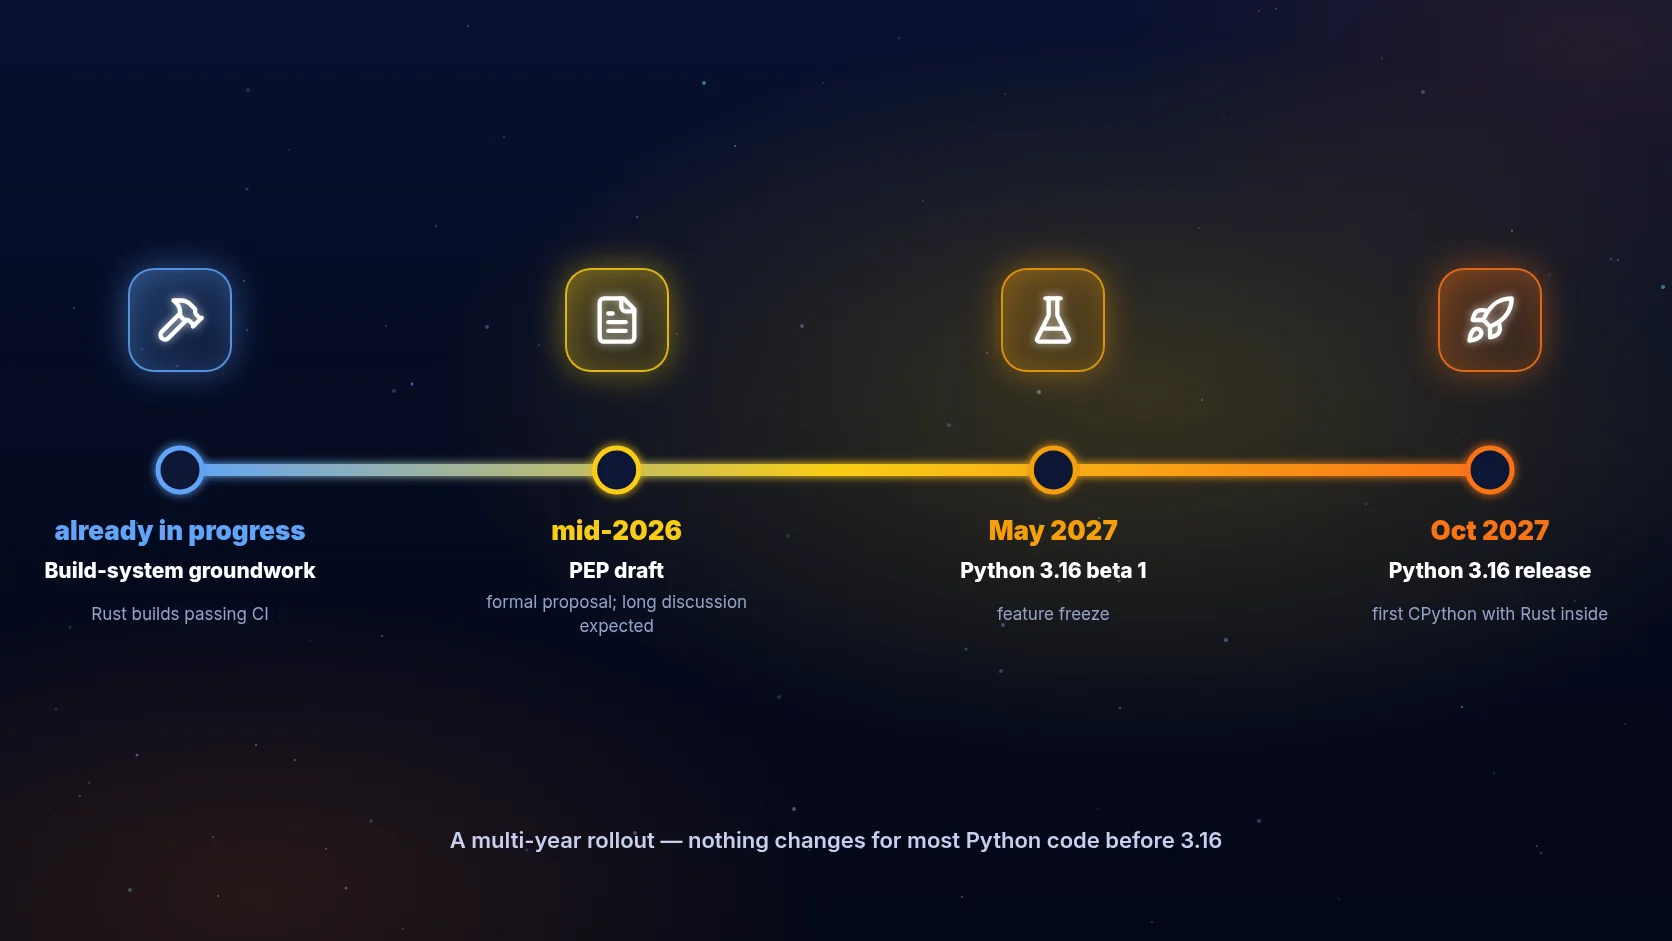 already in progress
Build-system groundwork
Rust builds passing CI
mid-2026
PEP draft
formal proposal; long discussion
expected
May 2027
Python 3.16 beta 1
feature freeze
Oct 2027
Python 3.16 release
first CPython with Rust inside
A multi-year rollout — nothing changes for most Python code before 3.16